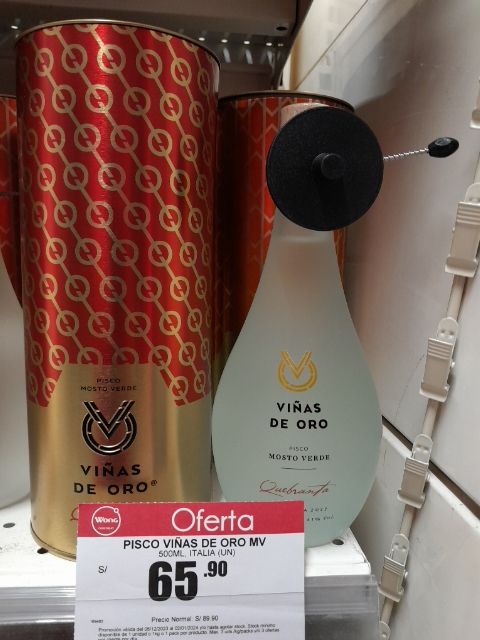 PISCO
MOSTO VERDE
VIÑAS
DE ORO®
VIÑAS
DE ORO
PISCO
MOSTO VERDE
Quebranta
Wong
Oferta
PISCO VIÑAS DE ORO MV
500ML, ITALIA (UN)
S/
65.90
Precio Normal: S/ 89.90